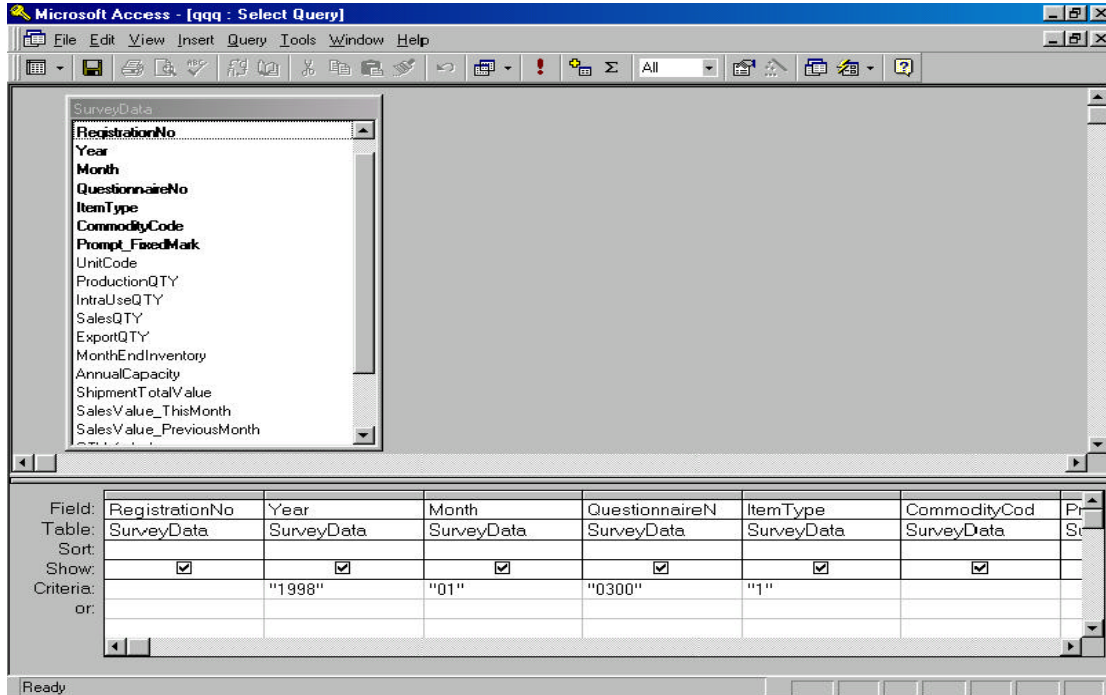 Microsoft Access - [qqq : Select Query]
File Edit View Insert Query Tools Window Help
All
SurveyData
RegistrationNo
Year
Month
QuestionnaireNo
ItemType
CommodityCode
Prompt_FixedMark
UnitCode
ProductionQTY
IntraUseQTY
SalesQTY
ExportQTY
MonthEndInventory
AnnualCapacity
ShipmentTotalValue
SalesValue_ThisMonth
SalesValue_PreviousMonth
Field: RegistrationNo Year Month QuestionnaireN ItemType CommodityCod Pr
Table: SurveyData SurveyData SurveyData SurveyData SurveyData SurveyData Su
Sort:
Show:
Criteria: "1998" "01" "0300" "1"
or:
Ready